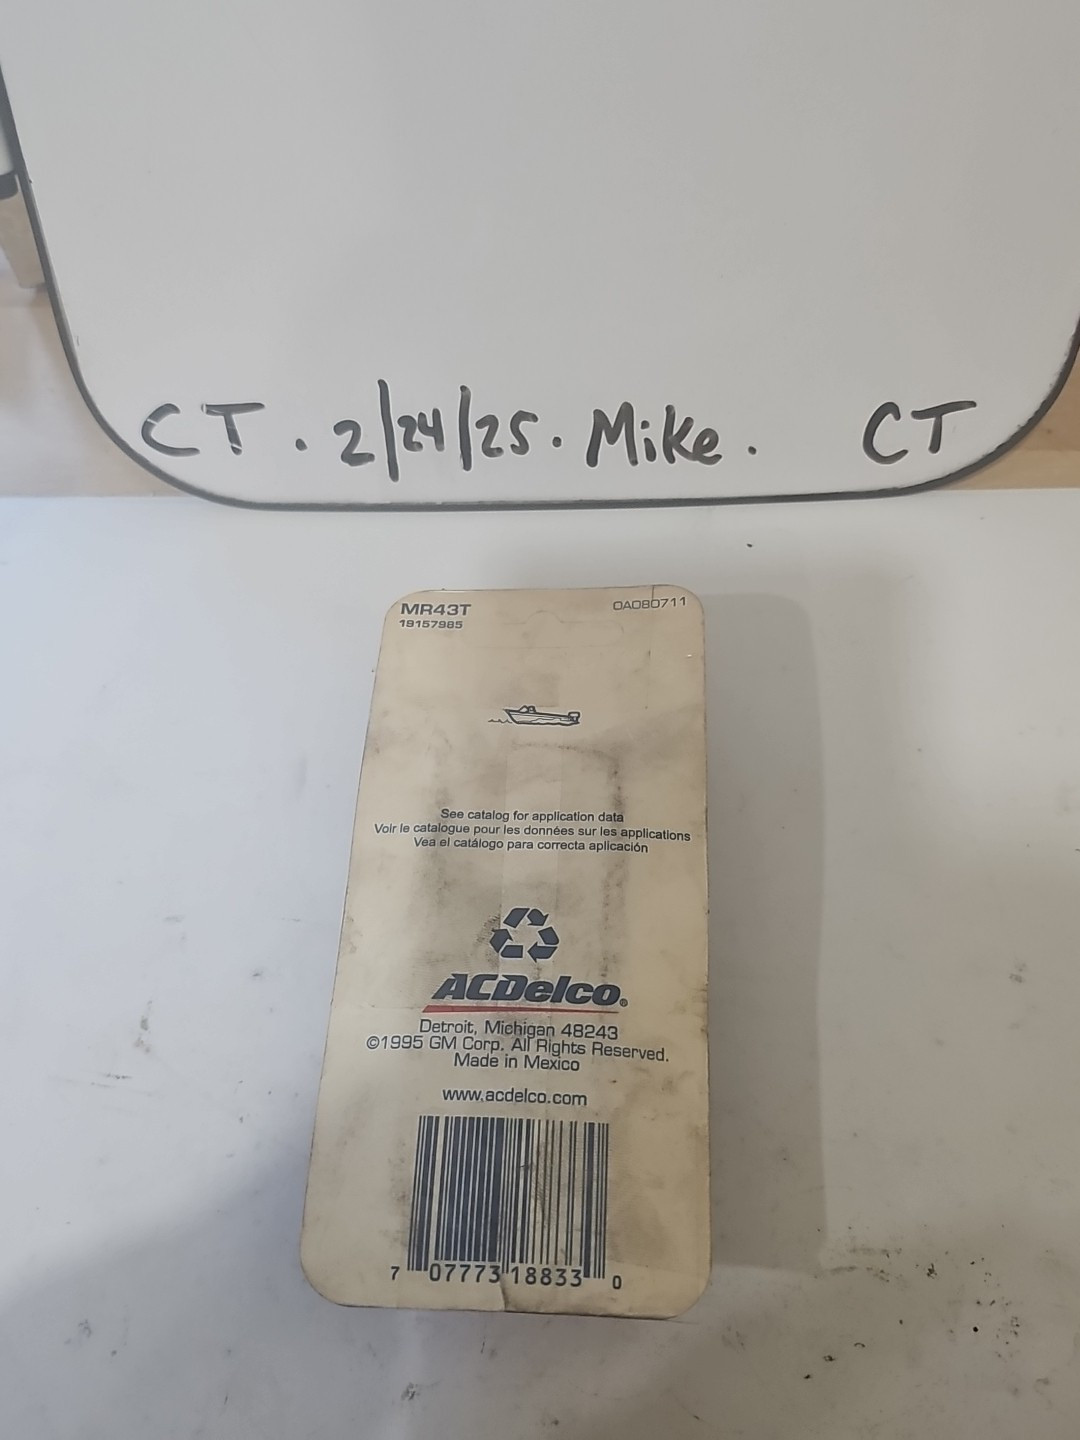 CT . 2/24/25 . Mike . CT
MR43T 0AD80711
19157985
See catalog for application data
Voir le catalogue pour les données sur les applications
Vea el catálogo para correcta aplicación
ACDelco®
Detroit, Michigan 48243
©1995 GM Corp. All Rights Reserved.
Made in Mexico
www.acdelco.com
7 07773 18833 0